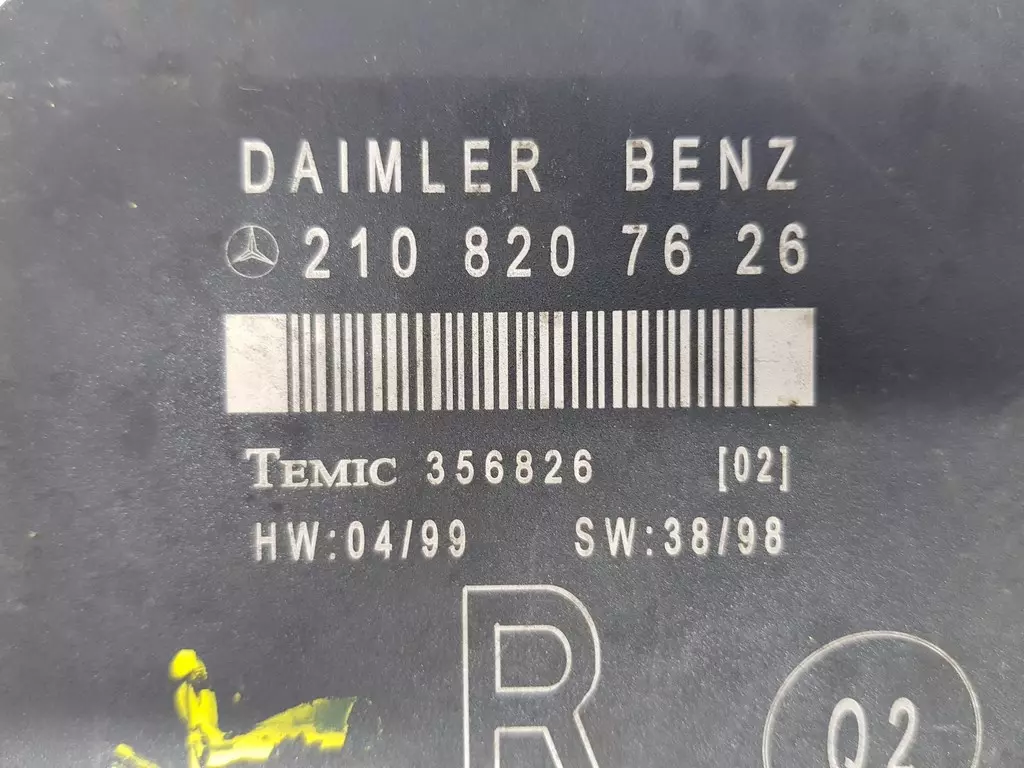 DAIMLER BENZ
210 820 76 26
TEMIC 356826 [02]
HW:04/99 SW:38/98
R
Q2